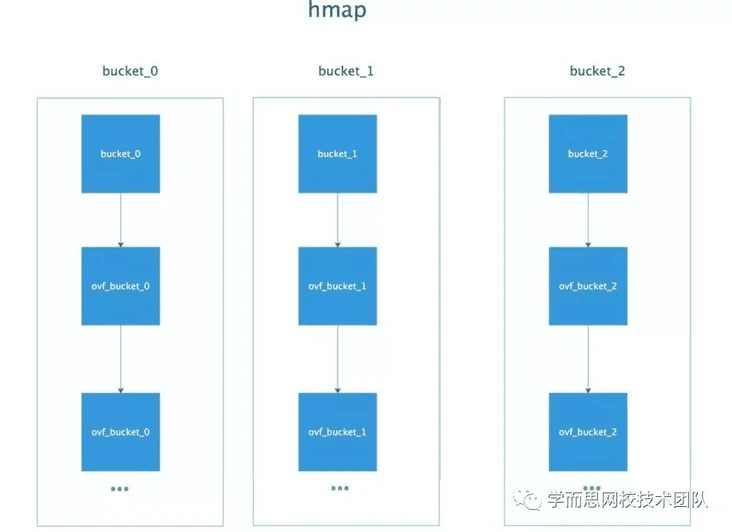 hmap
bucket_0 bucket_1 bucket_2
bucket_0 bucket_1 bucket_2
ovf_bucket_0 ovf_bucket_1 ovf_bucket_2
ovf_bucket_0 ovf_bucket_1 ovf_bucket_2
学而思网校技术团队